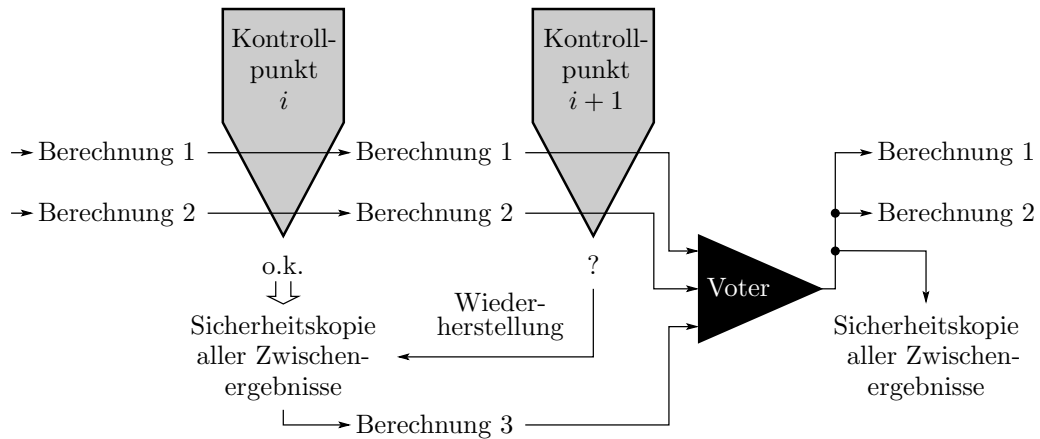 Kontroll-
punkt
i
Kontroll-
punkt
i + 1
Berechnung 1
Berechnung 1
Berechnung 1
Berechnung 2
Berechnung 2
Berechnung 2
o.k.
?
Voter
Wieder-
herstellung
Sicherheitskopie
aller Zwischen-
ergebnisse
Sicherheitskopie
aller Zwischen-
ergebnisse
Berechnung 3